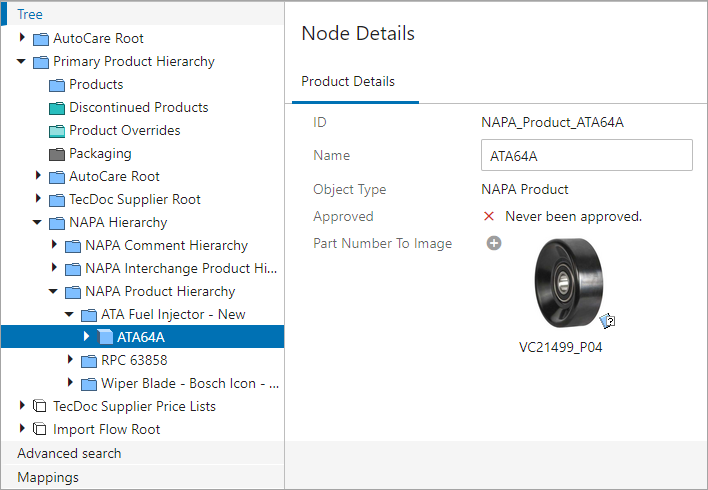 Tree
AutoCare Root
Primary Product Hierarchy
Products
Discontinued Products
Product Overrides
Packaging
AutoCare Root
TecDoc Supplier Root
NAPA Hierarchy
NAPA Comment Hierarchy
NAPA Interchange Product Hi...
NAPA Product Hierarchy
ATA Fuel Injector - New
ATA64A
RPC 63858
Wiper Blade - Bosch Icon - ...
TecDoc Supplier Price Lists
Import Flow Root
Advanced search
Mappings
Node Details
Product Details
ID NAPA_Product_ATA64A
Name ATA64A
Object Type NAPA Product
Approved Never been approved.
Part Number To Image
VC21499_P04